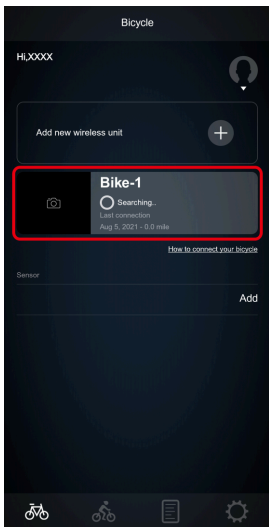 Bicycle
Hi,XXXX
Add new wireless unit
Bike-1
Searching..
Last connection
Aug 5, 2021 - 0.0 mile
How to connect your bicycle
Sensor
Add